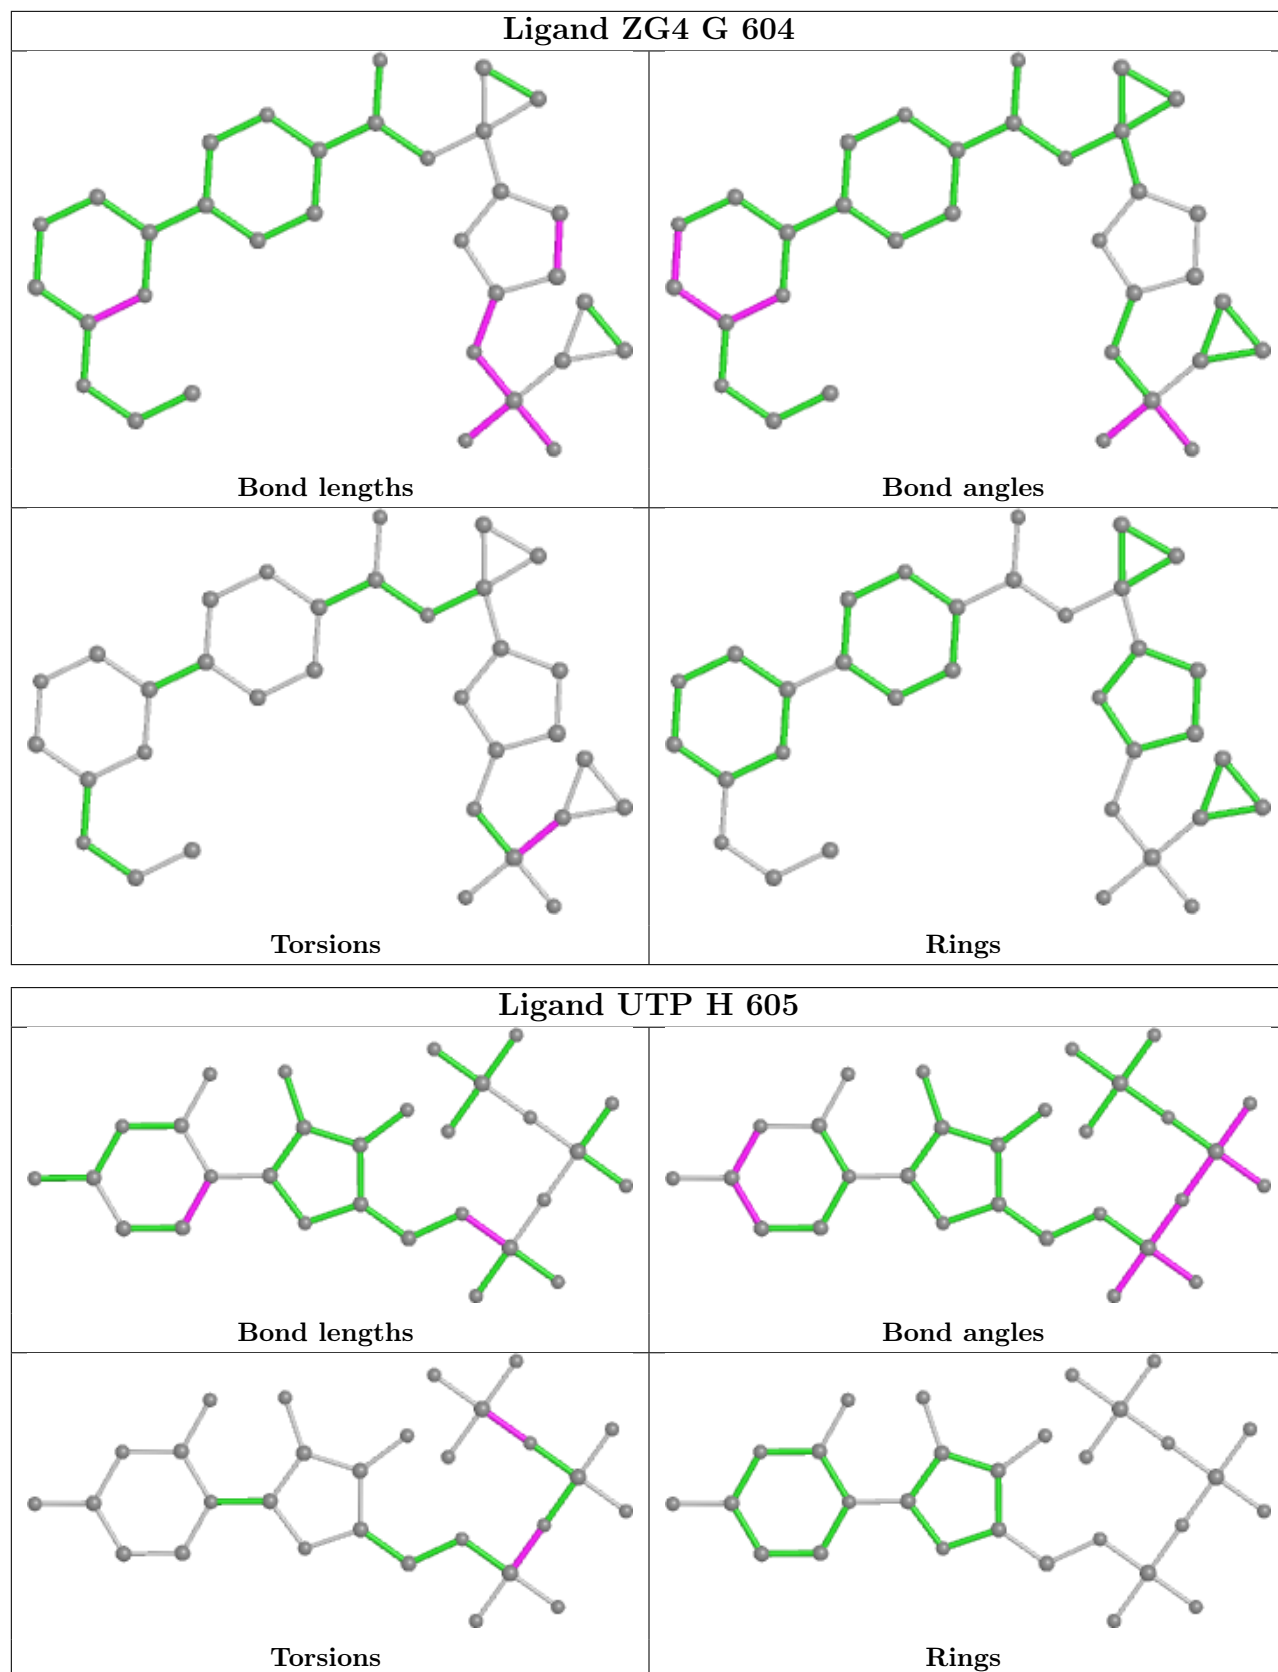 Ligand ZG4 G 604
Bond lengths
Bond angles
Torsions
Rings
Ligand UTP H 605
Bond lengths
Bond angles
Torsions
Rings